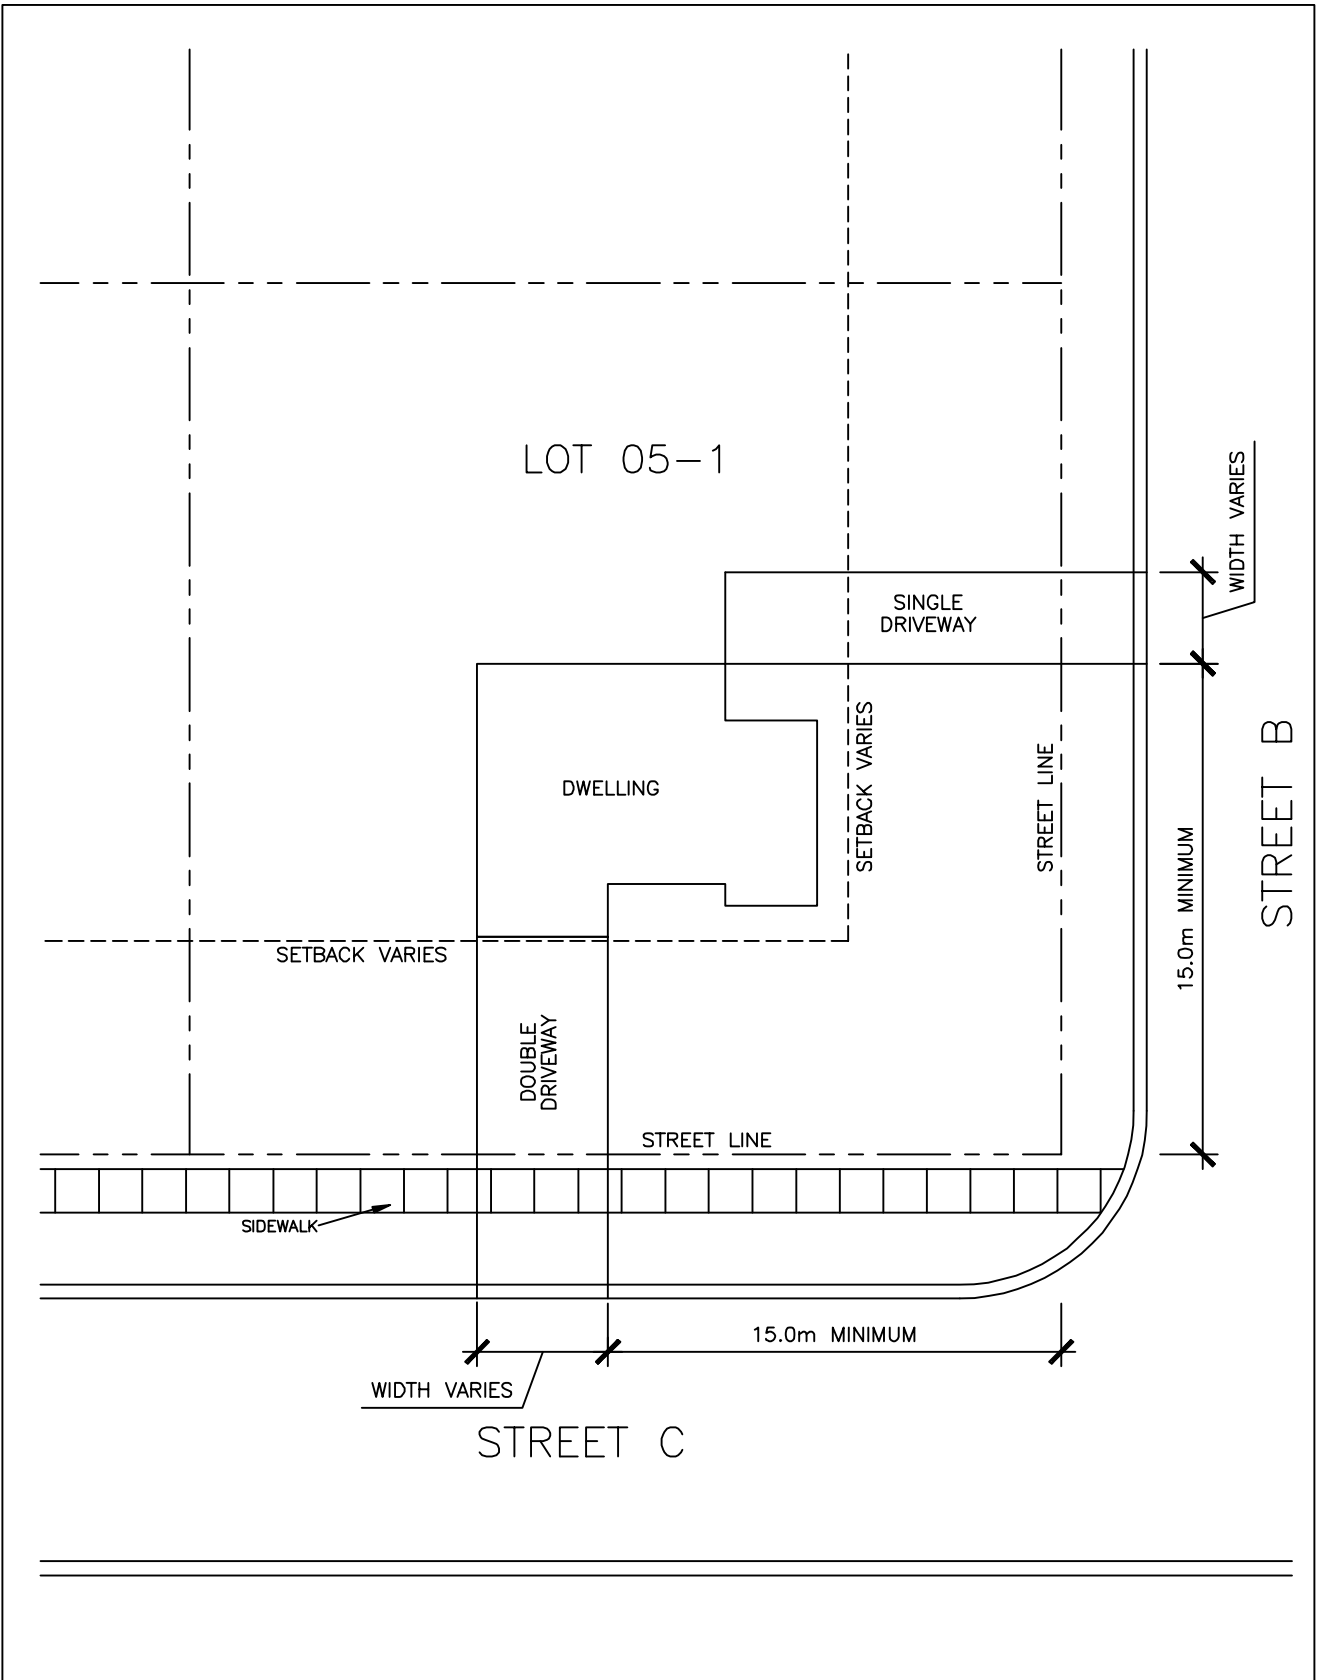 LOT 05-1
WIDTH VARIES
SINGLE
DRIVEWAY
SETBACK VARIES
STREET LINE
STREET B
DWELLING
15.0m MINIMUM
SETBACK VARIES
DOUBLE
DRIVEWAY
STREET LINE
SIDEWALK
15.0m MINIMUM
WIDTH VARIES
STREET C